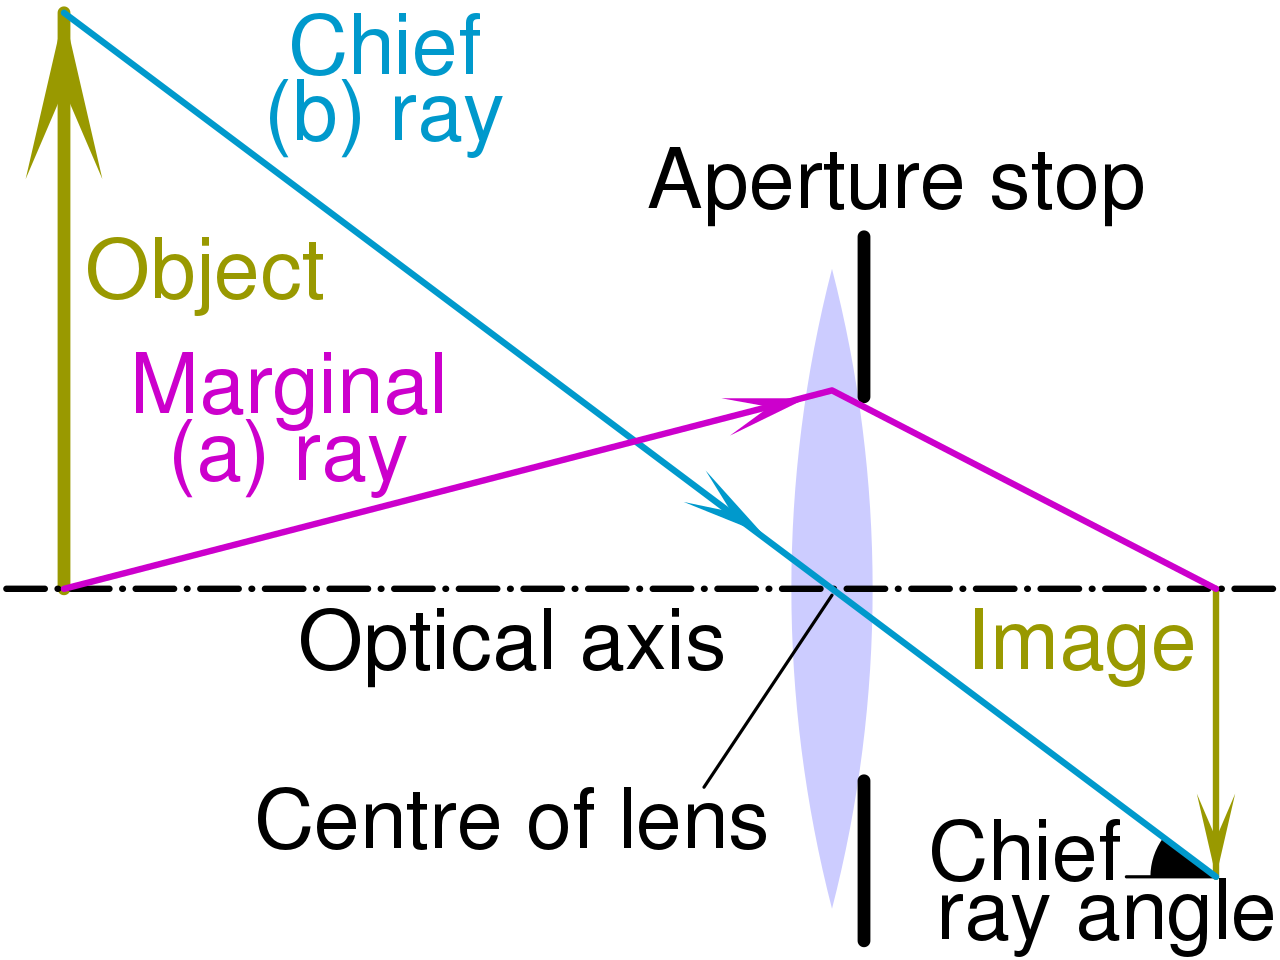 Chief
(b) ray
Aperture stop
Object
Marginal
(a) ray
Optical axis
Image
Centre of lens
Chief
ray angle